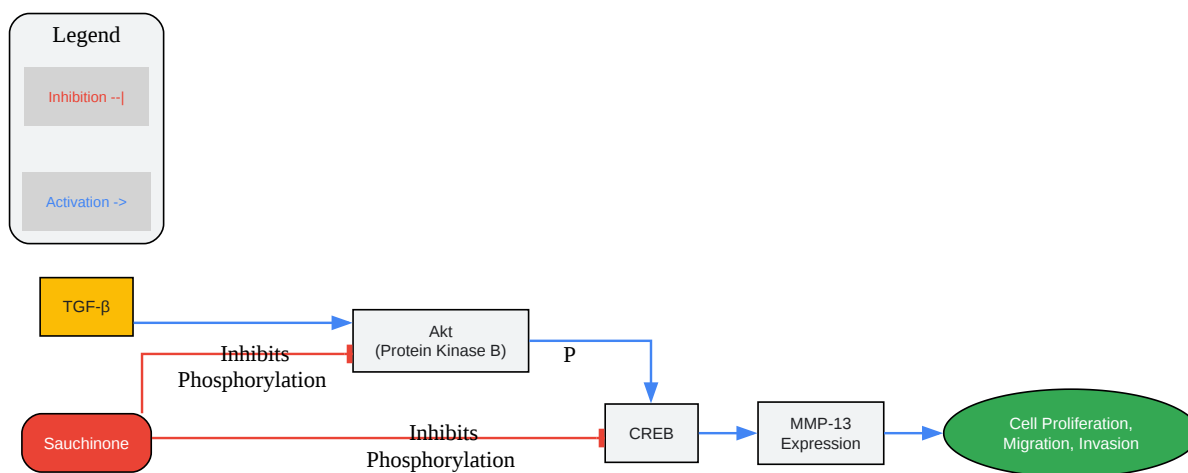 Legend
Inhibition --|
Activation ->
TGF-β
Akt
(Protein Kinase B)
P
Inhibits
Phosphorylation
Sauchinone
Inhibits
Phosphorylation
CREB
MMP-13
Expression
Cell Proliferation,
Migration, Invasion